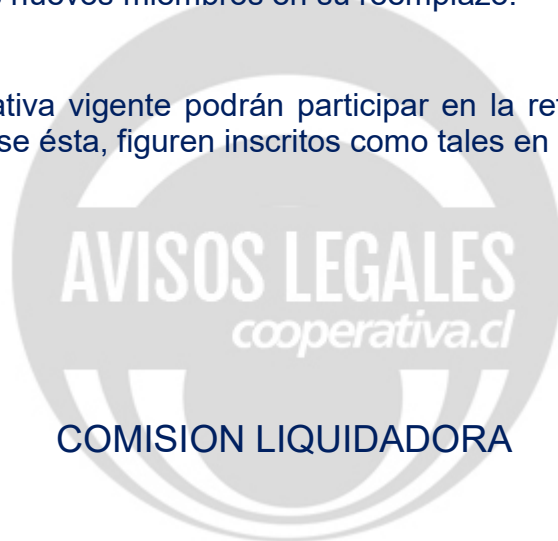 nuevos miembros en su reemplazo.
ativa vigente podrán participar en la
se ésta, figuren inscritos como tales en
AVISOS LEGALES
cooperativa.cl
COMISION LIQUIDADORA